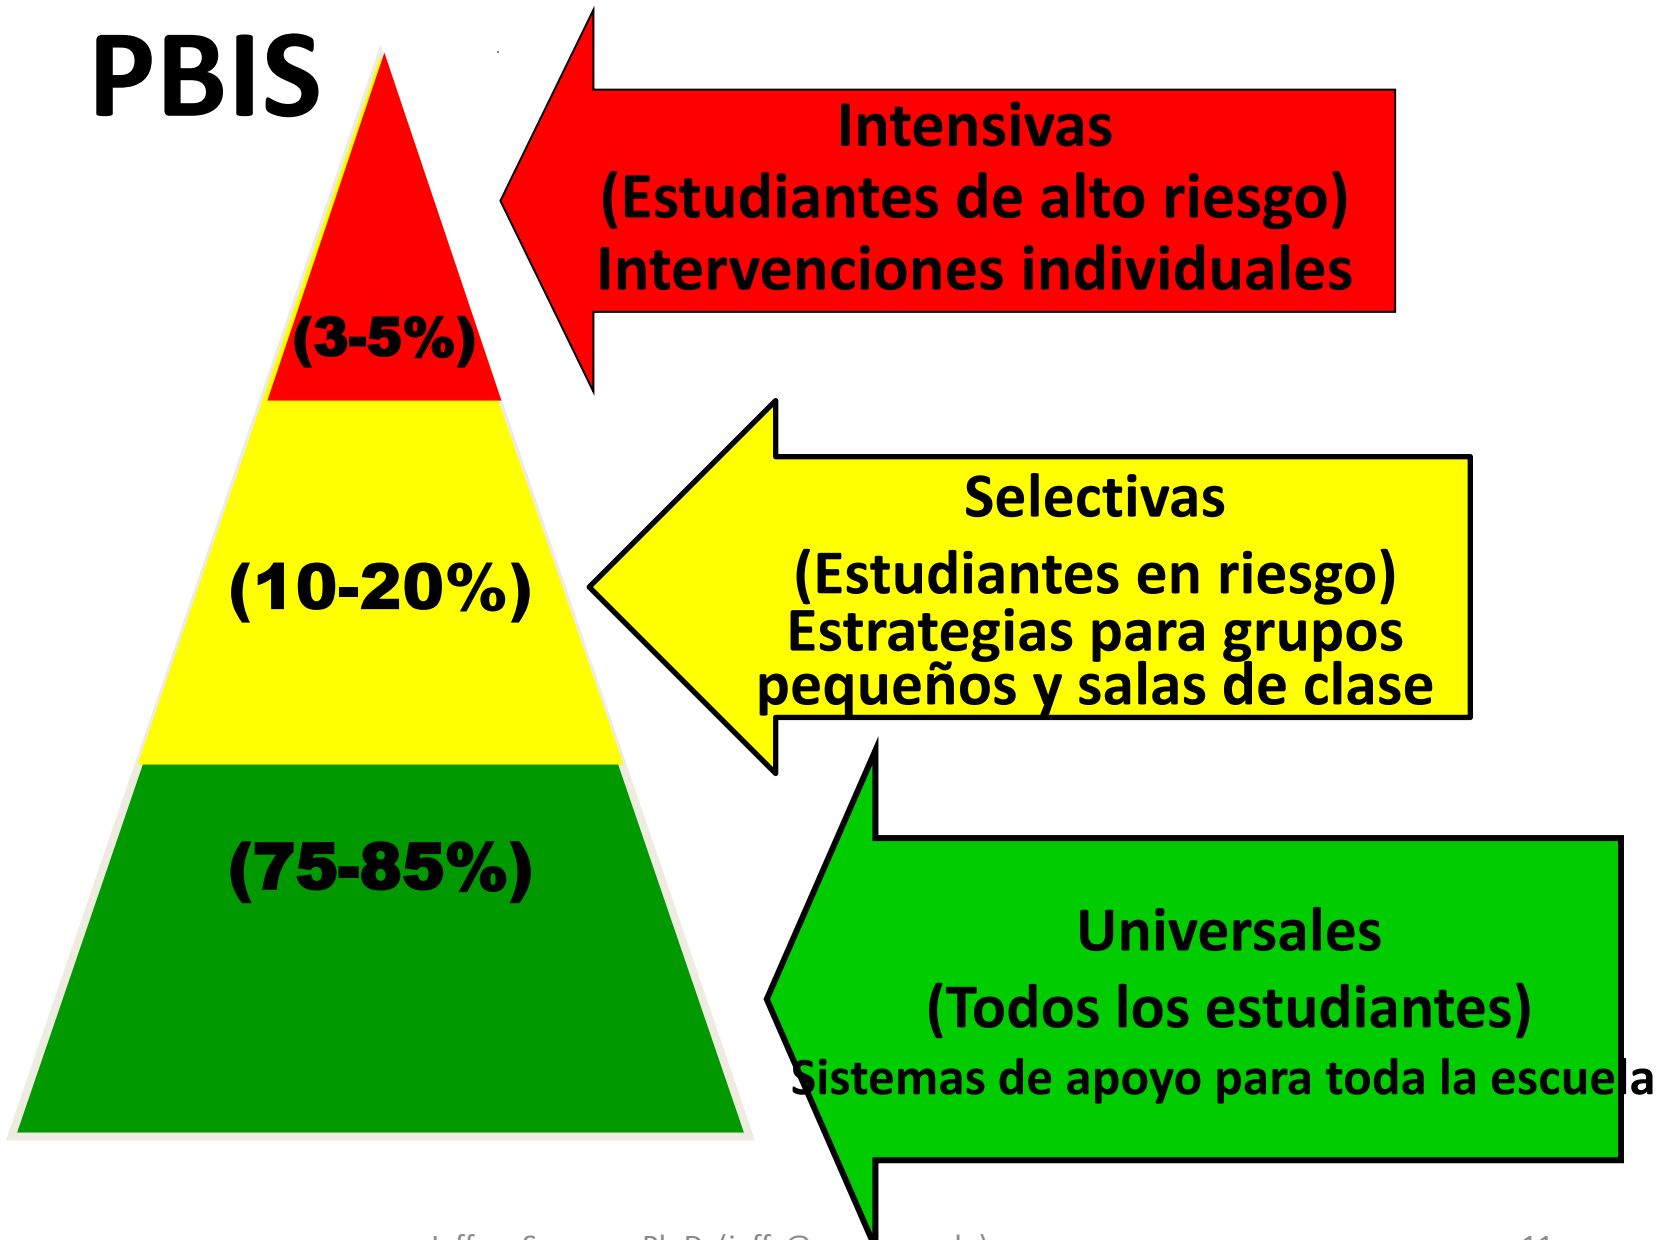 PBIS
Intensivas
(Estudiantes de alto riesgo)
Intervenciones individuales
(3-5%)
Selectivas
(Estudiantes en riesgo)
Estrategias para grupos
pequeños y salas de clase
(10-20%)
(75-85%)
Universales
(Todos los estudiantes)
Sistemas de apoyo para toda la escuela
11